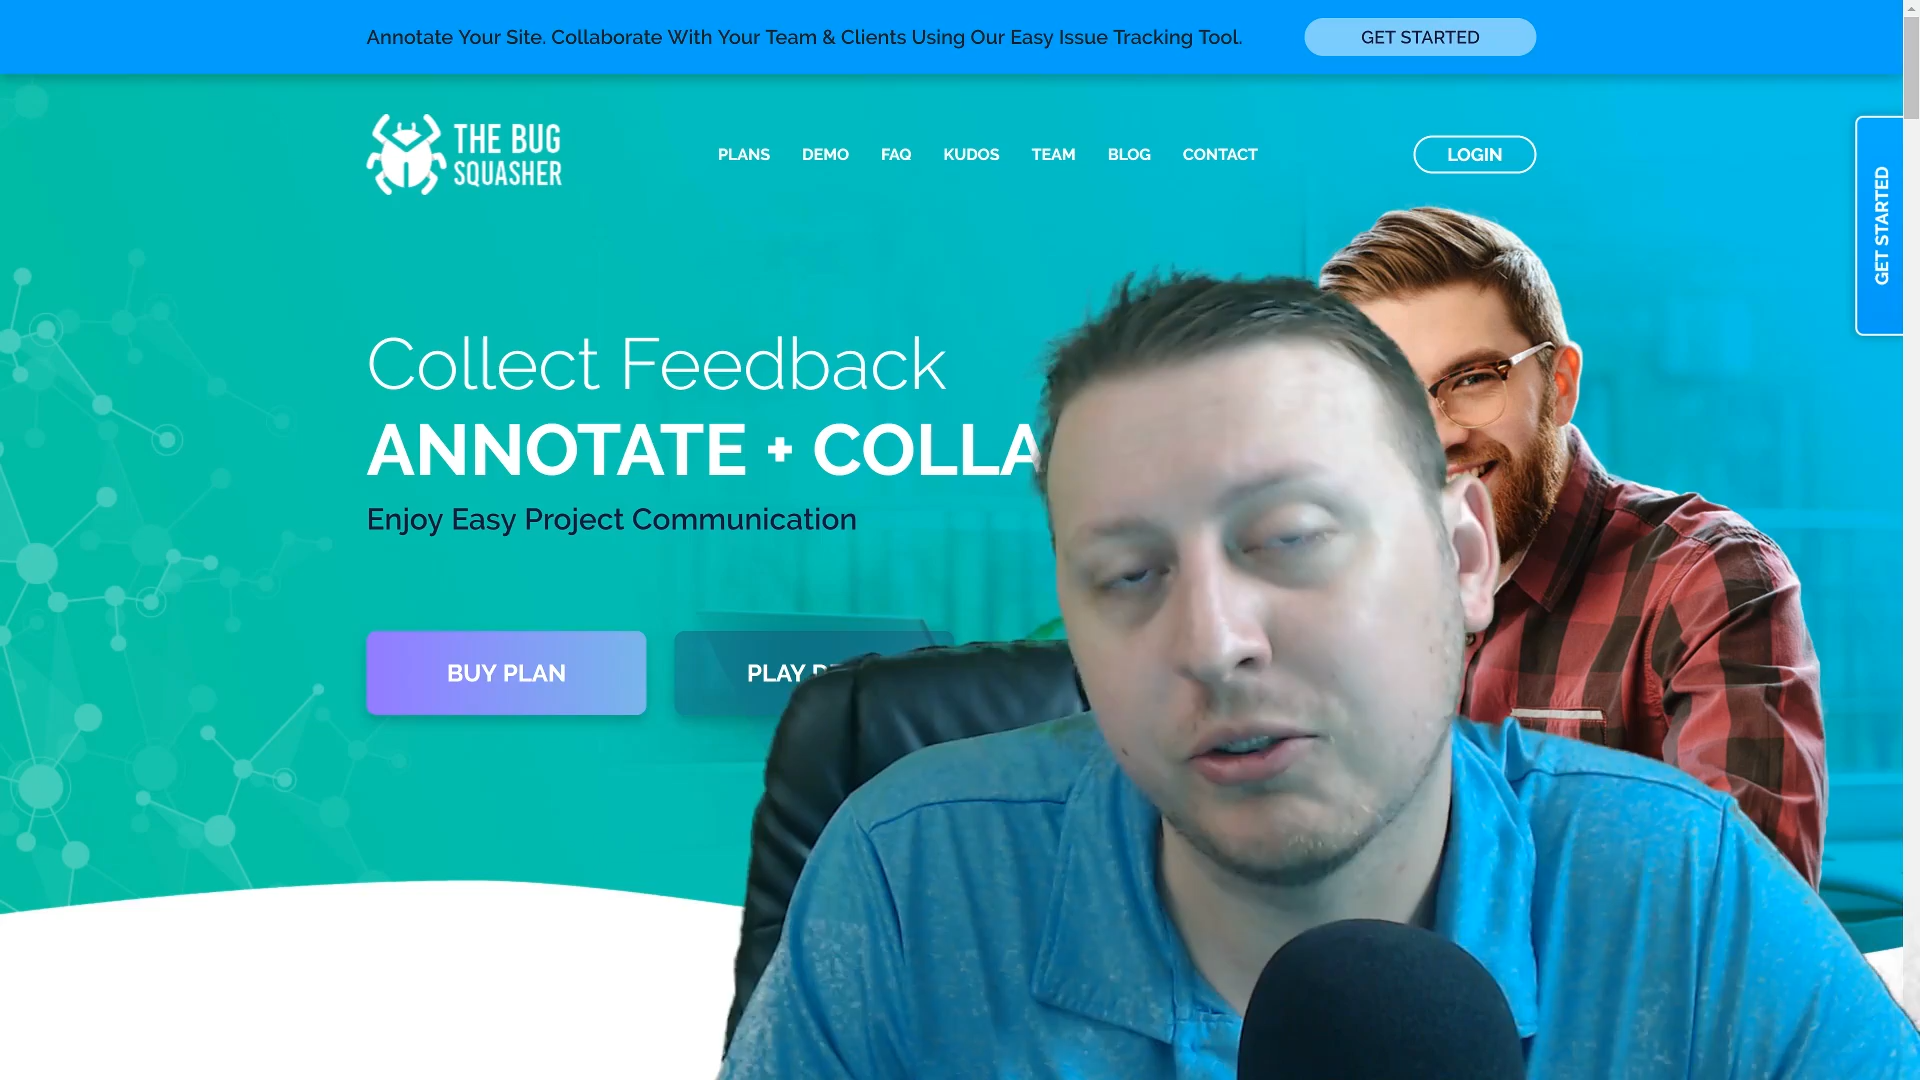 Annotate Your Site. Collaborate With Your Team & Clients Using Our Easy Issue Tracking Tool.
GET STARTED
THE BUG
SQUASHER
PLANS
DEMO
FAQ
KUDOS
TEAM
BLOG
CONTACT
LOGIN
GET STARTED
Collect Feedback
ANNOTATE + COLLA
Enjoy Easy Project Communication
BUY PLAN
PLAY